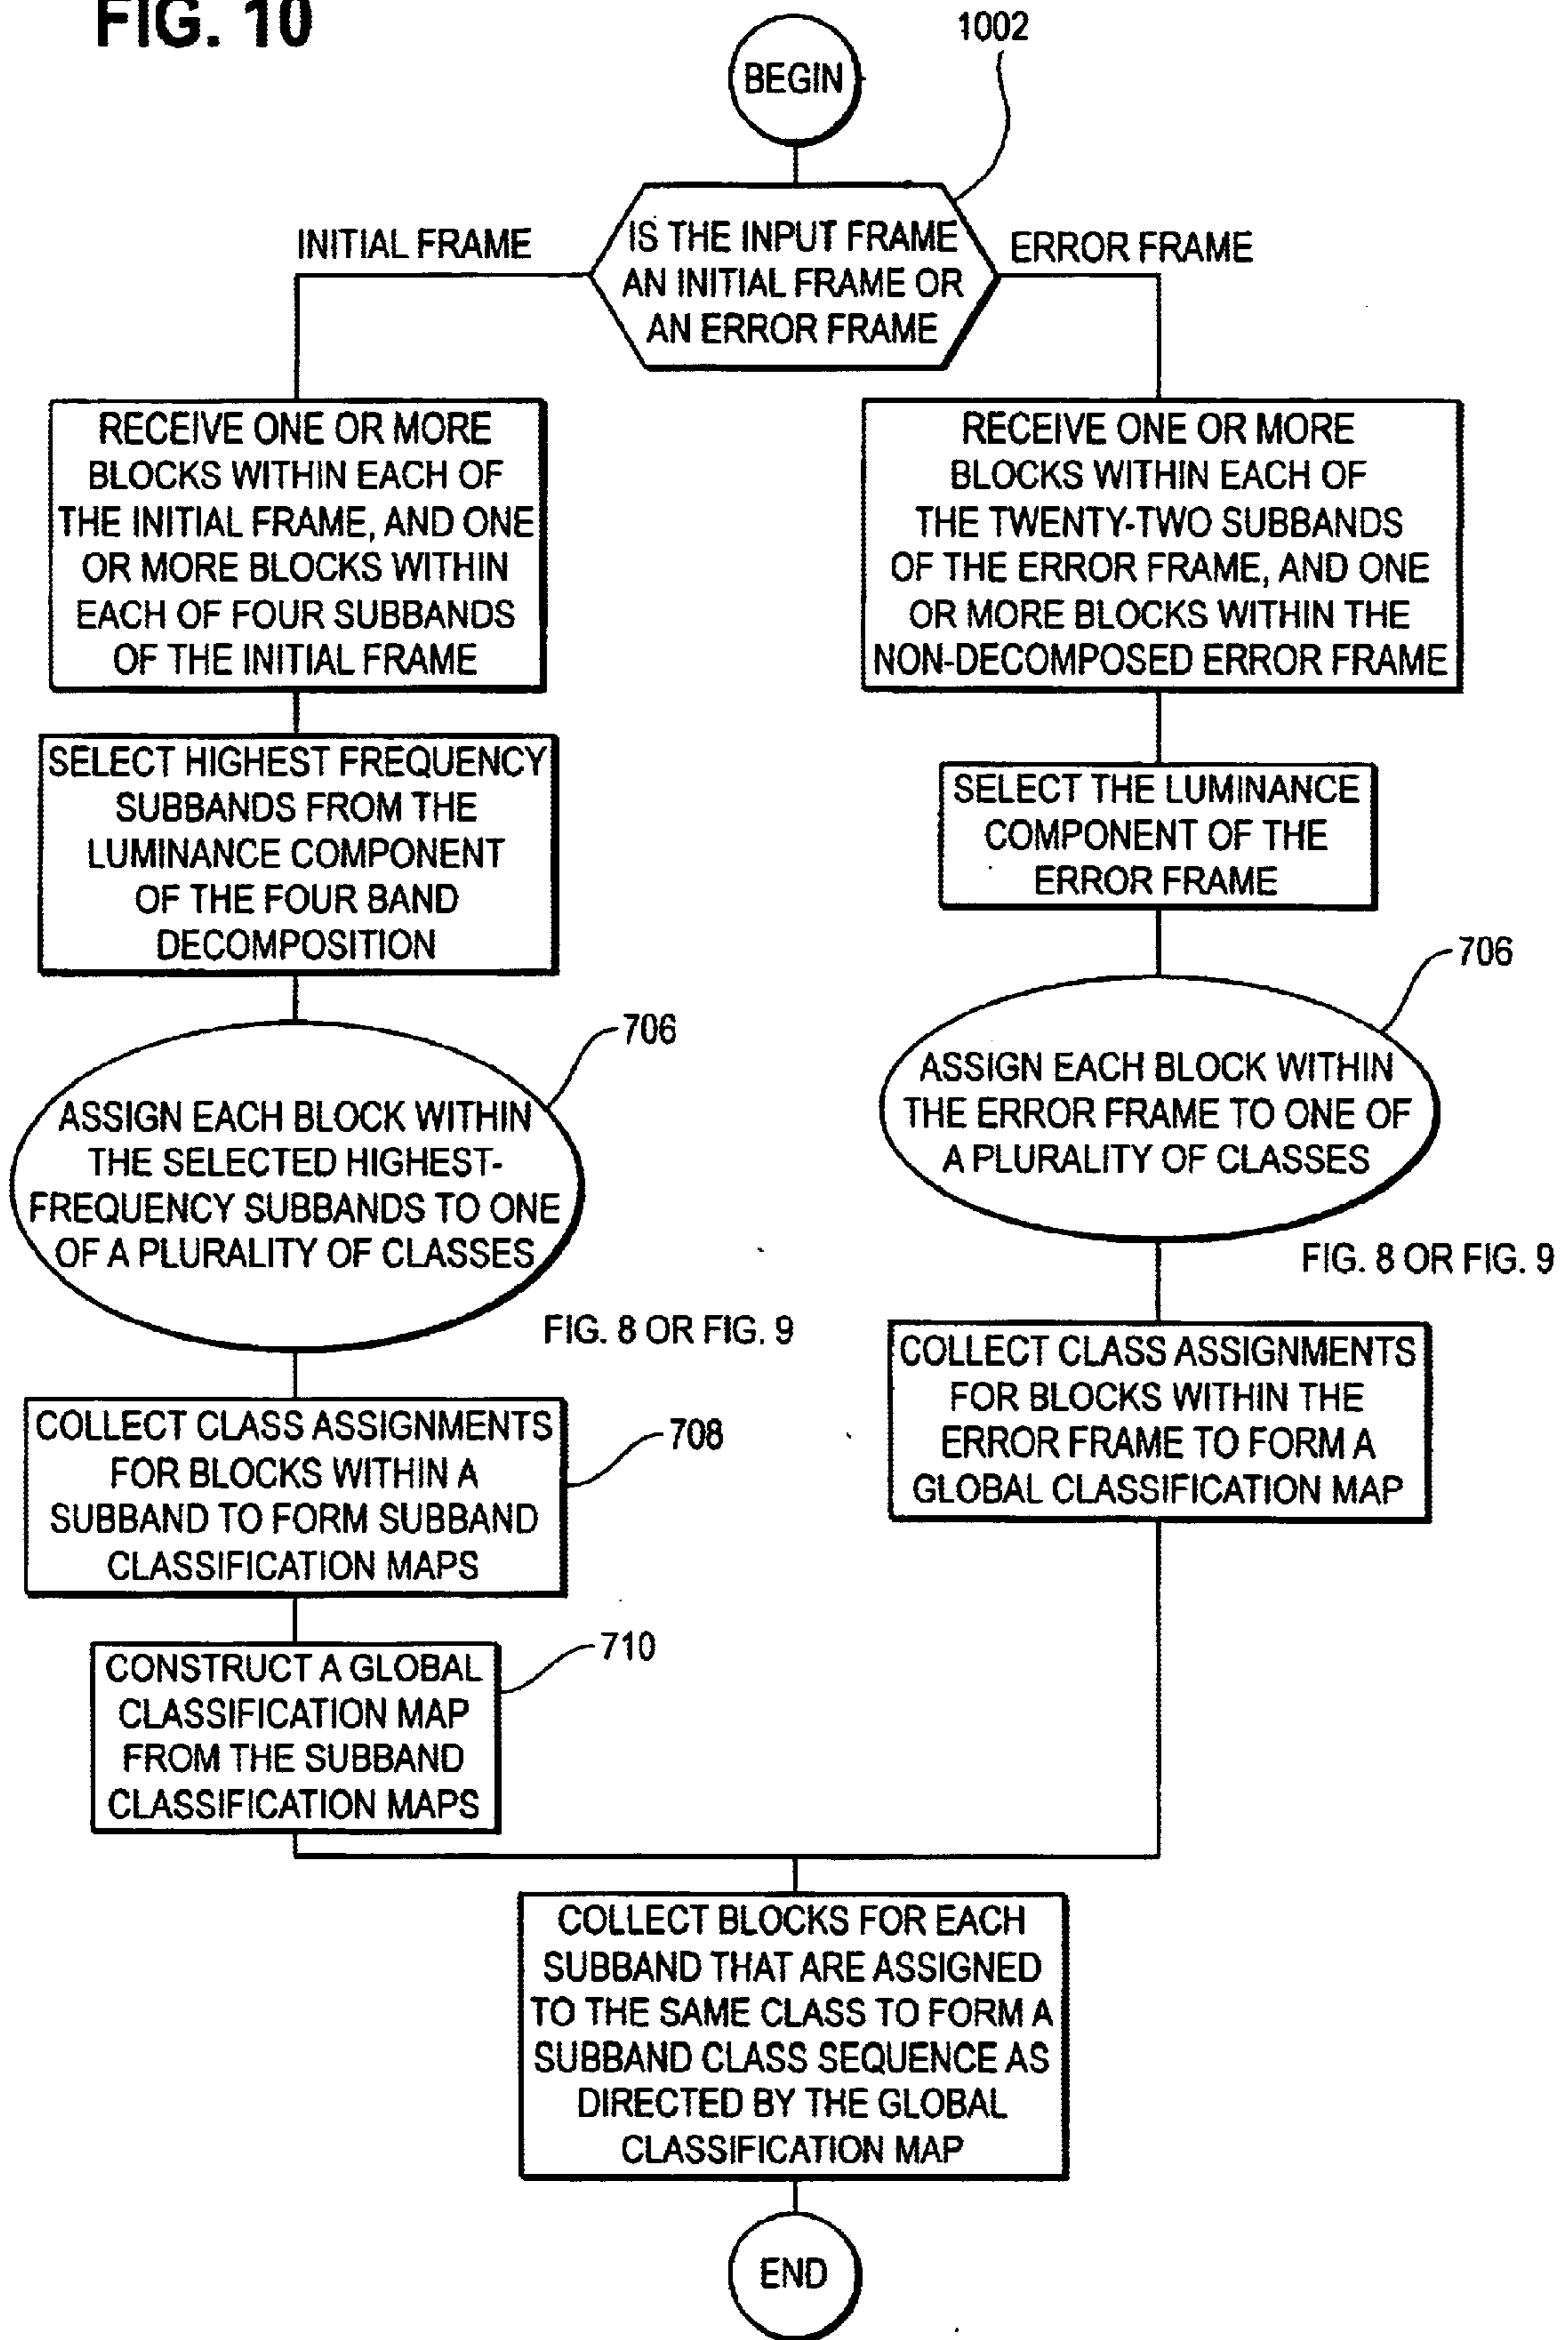 FIG. 10
BEGIN
1002
IS THE INPUT FRAME
AN INITIAL FRAME OR
AN ERROR FRAME
INITIAL FRAME
ERROR FRAME
RECEIVE ONE OR MORE
BLOCKS WITHIN EACH OF
THE INITIAL FRAME, AND ONE
OR MORE BLOCKS WITHIN
EACH OF FOUR SUBBANDS
OF THE INITIAL FRAME
SELECT HIGHEST FREQUENCY
SUBBANDS FROM THE
LUMINANCE COMPONENT
OF THE FOUR BAND
DECOMPOSITION
706
ASSIGN EACH BLOCK WITHIN
THE SELECTED HIGHEST-
FREQUENCY SUBBANDS TO ONE
OF A PLURALITY OF CLASSES
FIG. 8 OR FIG. 9
COLLECT CLASS ASSIGNMENTS
FOR BLOCKS WITHIN A
SUBBAND TO FORM SUBBAND
CLASSIFICATION MAPS
708
CONSTRUCT A GLOBAL
CLASSIFICATION MAP
FROM THE SUBBAND
CLASSIFICATION MAPS
710
RECEIVE ONE OR MORE
BLOCKS WITHIN EACH OF
THE TWENTY-TWO SUBBANDS
OF THE ERROR FRAME, AND ONE
OR MORE BLOCKS WITHIN THE
NON-DECOMPOSED ERROR FRAME
SELECT THE LUMINANCE
COMPONENT OF THE
ERROR FRAME
706
ASSIGN EACH BLOCK WITHIN
THE ERROR FRAME TO ONE OF
A PLURALITY OF CLASSES
FIG. 8 OR FIG. 9
COLLECT CLASS ASSIGNMENTS
FOR BLOCKS WITHIN THE
ERROR FRAME TO FORM A
GLOBAL CLASSIFICATION MAP
COLLECT BLOCKS FOR EACH
SUBBAND THAT ARE ASSIGNED
TO THE SAME CLASS TO FORM A
SUBBAND CLASS SEQUENCE AS
DIRECTED BY THE GLOBAL
CLASSIFICATION MAP
END